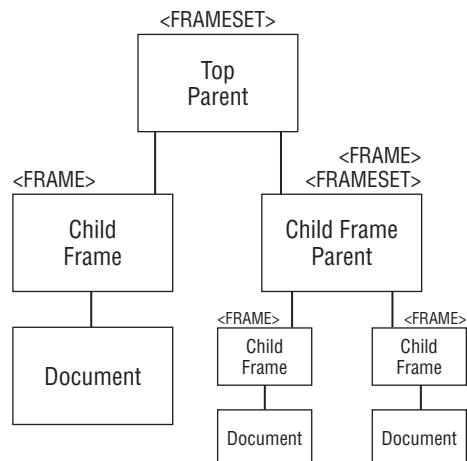 <FRAMESET>
Top
Parent
<FRAME>
<FRAMESET>
<FRAME>
Child
Frame
Child Frame
Parent
<FRAME>
<FRAME>
Child
Frame
Child
Frame
Document
Document
Document